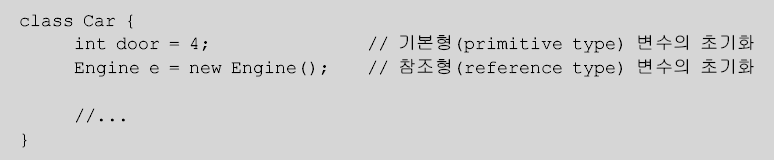 class Car {
int door = 4; // 기본형(primitive type) 변수의 초기화
Engine e = new Engine(); // 참조형(reference type) 변수의 초기화
//...
}